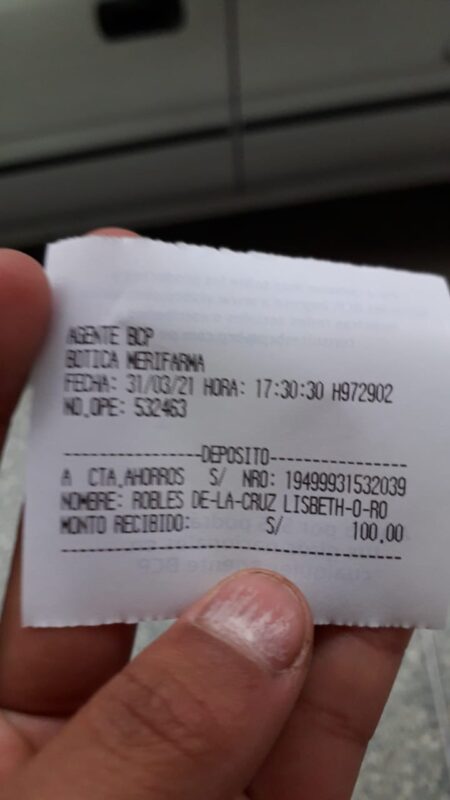 AGENTE BCP
BOTICA MERIFARMA
FECHA: 31/03/21 HORA: 17:30:30 H972902
NO.OPE: 532463
------------------DEPOSITO------------------
A CTA.AHORROS S/ NRO: 19499931532039
NOMBRE: ROBLES DE-LA-CRUZ LISBETH-O-RO
MONTO RECIBIDO: S/ 100,00